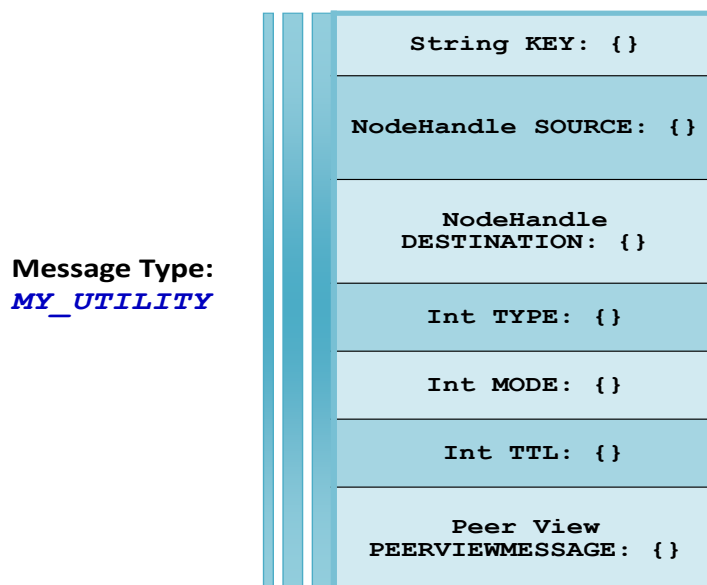 String KEY: {}
NodeHandle SOURCE: {}
NodeHandle
DESTINATION: {}
Message Type:
MY_UTILITY
Int TYPE: {}
Int MODE: {}
Int TTL: {}
Peer View
PEERVIEWMESSAGE: {}